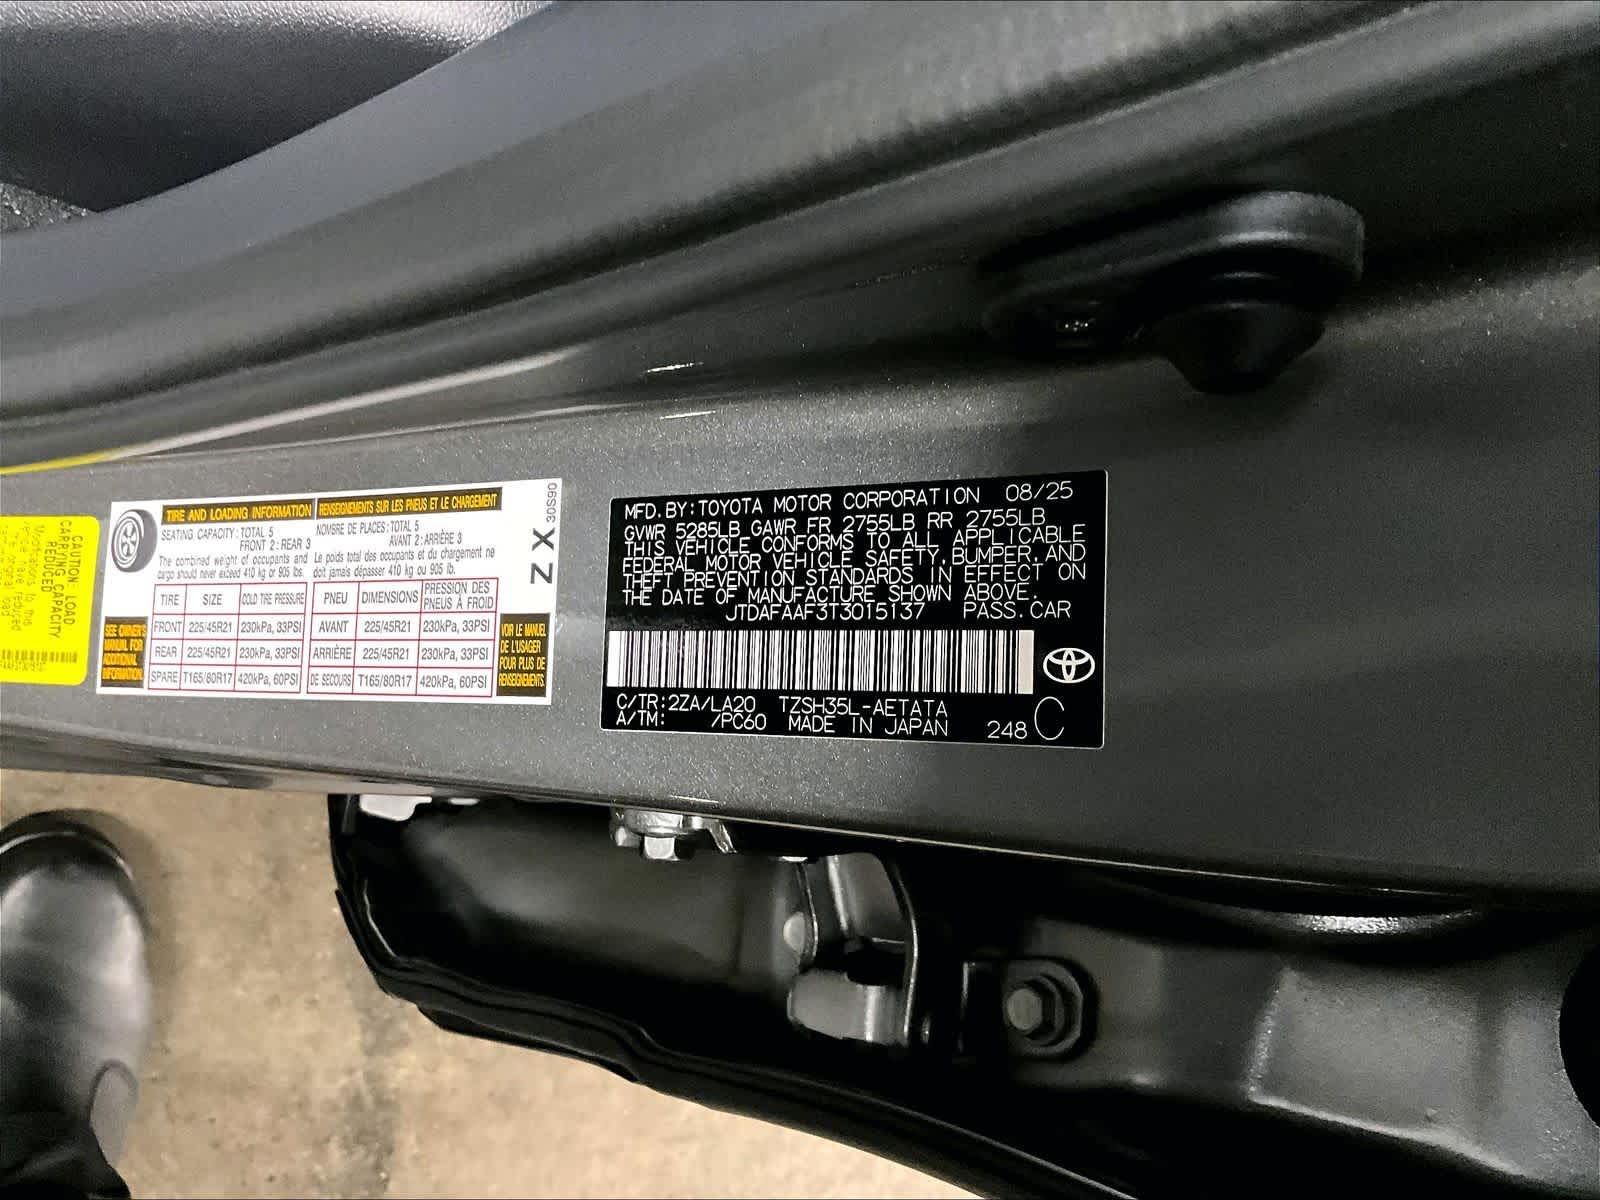 CAUTION: LOAD
CARRYING CAPACITY
REDUCED
Modifications to this
TIRE AND LOADING INFORMATION
SEATING CAPACITY: TOTAL 5
FRONT 2: REAR 3
The combined weight of occupants and
cargo should never exceed 410 kg or 905 lbs.
RENSEIGNEMENTS SUR LES PNEUS ET LE CHARGEMENT
NOMBRE DE PLACES: TOTAL 5
AVANT 2: ARRIÈRE 3
Le poids total des occupants et du chargement ne
doit jamais dépasser 410 kg ou 905 lb.
ZX 30S90
SEE OWNER'S
MANUAL FOR
ADDITIONAL
INFORMATION.
TIRE SIZE COLD TIRE PRESSURE
FRONT 225/45R21 230kPa, 33PSI
REAR 225/45R21 230kPa, 33PSI
SPARE T165/80R17 420kPa, 60PSI
PNEU DIMENSIONS PRESSION DES PNEUS À FROID
AVANT 225/45R21 230kPa, 33PSI
ARRIÈRE 225/45R21 230kPa, 33PSI
DE SECOURS T165/80R17 420kPa, 60PSI
VOIR LE MANUEL
DE L'USAGER
POUR PLUS DE
RENSEIGNEMENTS.
MFD. BY: TOYOTA MOTOR CORPORATION 08/25
GVWR 5285LB GAWR FR 2755LB RR 2755LB
THIS VEHICLE CONFORMS TO ALL APPLICABLE
FEDERAL MOTOR VEHICLE SAFETY, BUMPER, AND
THEFT PREVENTION STANDARDS IN EFFECT ON
THE DATE OF MANUFACTURE SHOWN ABOVE.
JTDAFAAF3T3015137 PASS. CAR
C/TR: 2ZA/LA20 TZSH35L-AETATA
A/TM: /PC60 MADE IN JAPAN 248 C